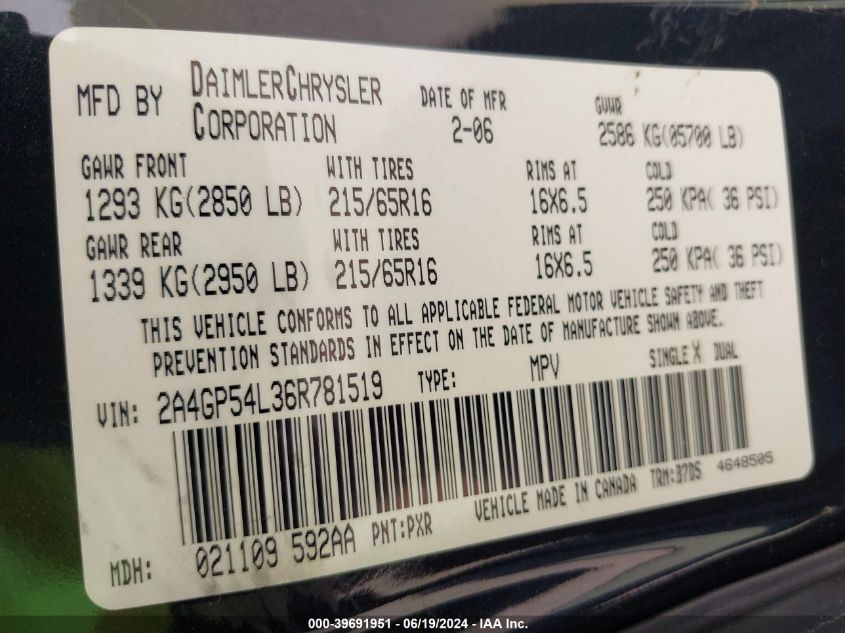 MFD BY DAIMLERCHRYSLER CORPORATION DATE OF MFR 2-06 GVWR 2586 KG(05700 LB)
GAWR FRONT WITH TIRES RIMS AT COLD
1293 KG(2850 LB) 215/65R16 16X6.5 250 KPA( 36 PSI)
GAWR REAR WITH TIRES RIMS AT COLD
1339 KG(2950 LB) 215/65R16 16X6.5 250 KPA( 36 PSI)
THIS VEHICLE CONFORMS TO ALL APPLICABLE FEDERAL MOTOR VEHICLE SAFETY AND THEFT
PREVENTION STANDARDS IN EFFECT ON THE DATE OF MANUFACTURE SHOWN ABOVE.
VIN: 2A4GP54L36R781519 TYPE: MPV SINGLE X DUAL
MDH: 021109 592AA PNT:PXR VEHICLE MADE IN CANADA TRM:B7D5 4648505
000-39691951 - 06/19/2024 - IAA Inc.